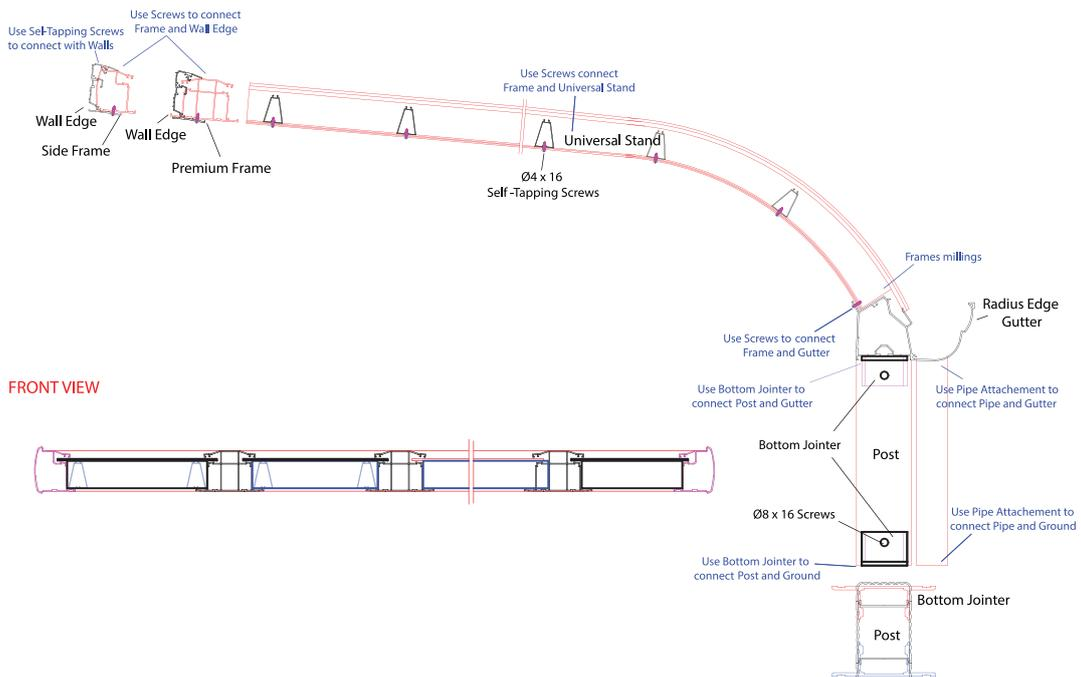 Use Sel-Tapping Screws
to connect with Walls
Use Screws to connect
Frame and Wall Edge
Wall Edge
Side Frame
Wall Edge
Premium Frame
Use Screws connect
Frame and Universal Stand
Universal Stand
Ø4 x 16
Self -Tapping Screws
Frames millings
Radius Edge
Gutter
Use Screws to connect
Frame and Gutter
FRONT VIEW
Use Bottom Jointer to
connect Post and Gutter
Use Pipe Attachement to
connect Pipe and Gutter
Bottom Jointer
Post
Ø8 x 16 Screws
Use Pipe Attachement to
connect Pipe and Ground
Use Bottom Jointer to
connect Post and Ground
Bottom Jointer
Post